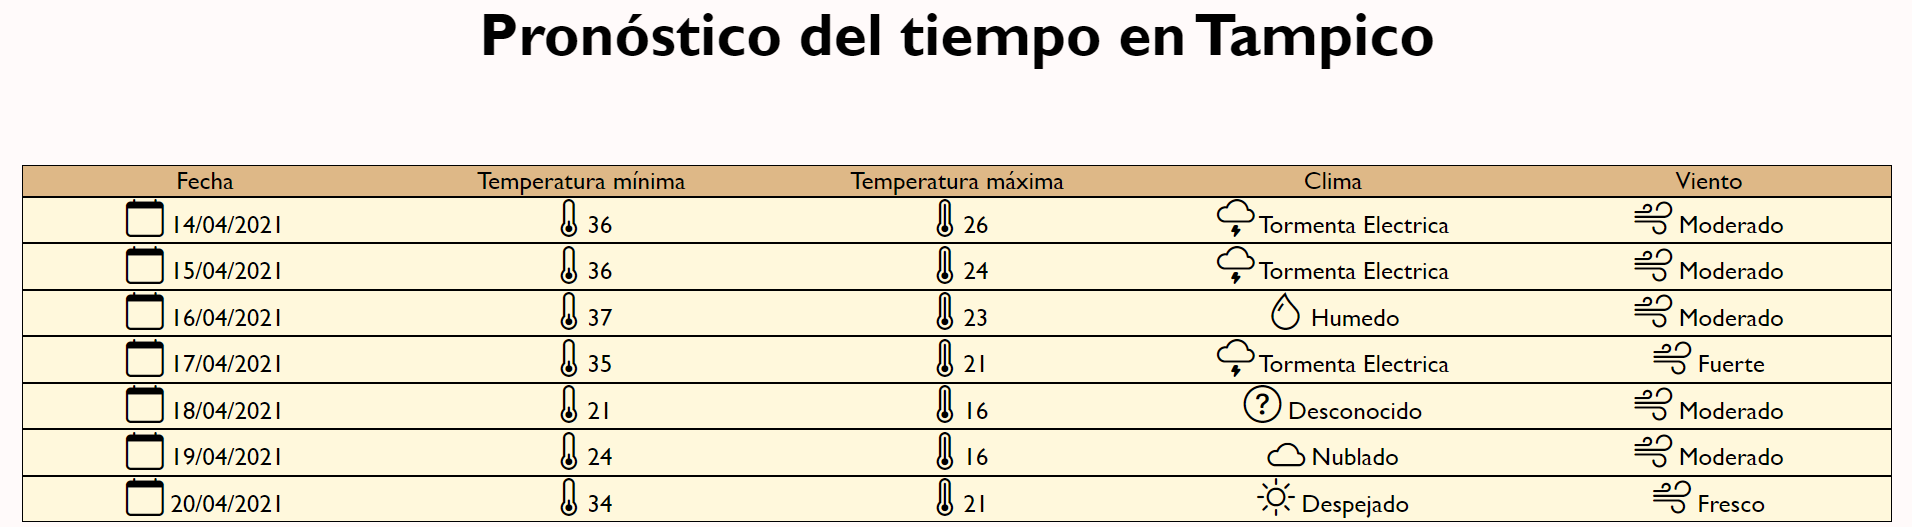 Pronóstico del tiempo en Tampico
Fecha Temperatura mínima Temperatura máxima Clima Viento
14/04/2021 36 26 Tormenta Electrica Moderado
15/04/2021 36 24 Tormenta Electrica Moderado
16/04/2021 37 23 Humedo Moderado
17/04/2021 35 21 Tormenta Electrica Fuerte
18/04/2021 21 16 Desconocido Moderado
19/04/2021 24 16 Nublado Moderado
20/04/2021 34 21 Despejado Fresco